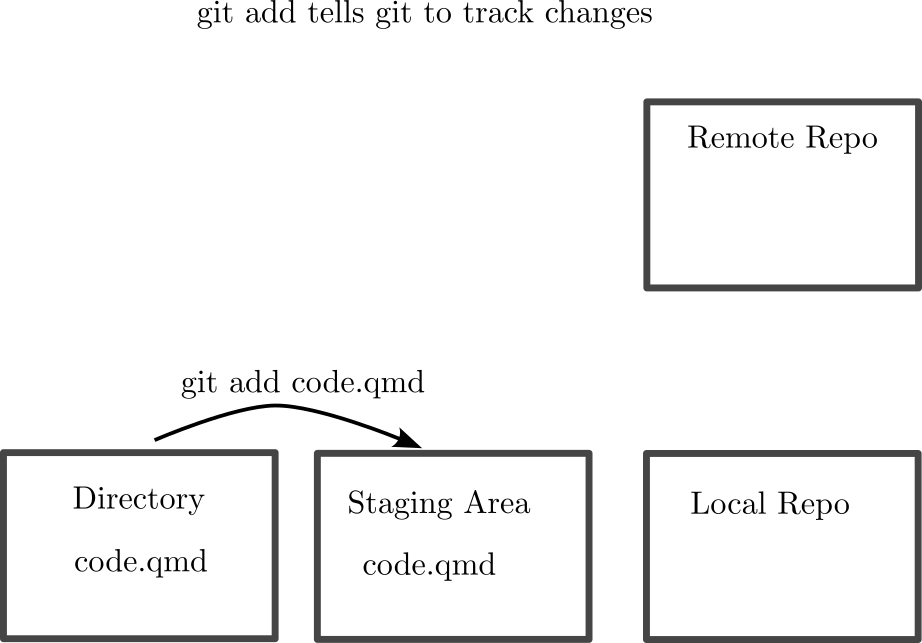 git add tells git to track changes
Remote Repo
git add code.qmd
Directory
code.qmd
Staging Area
code.qmd
Local Repo